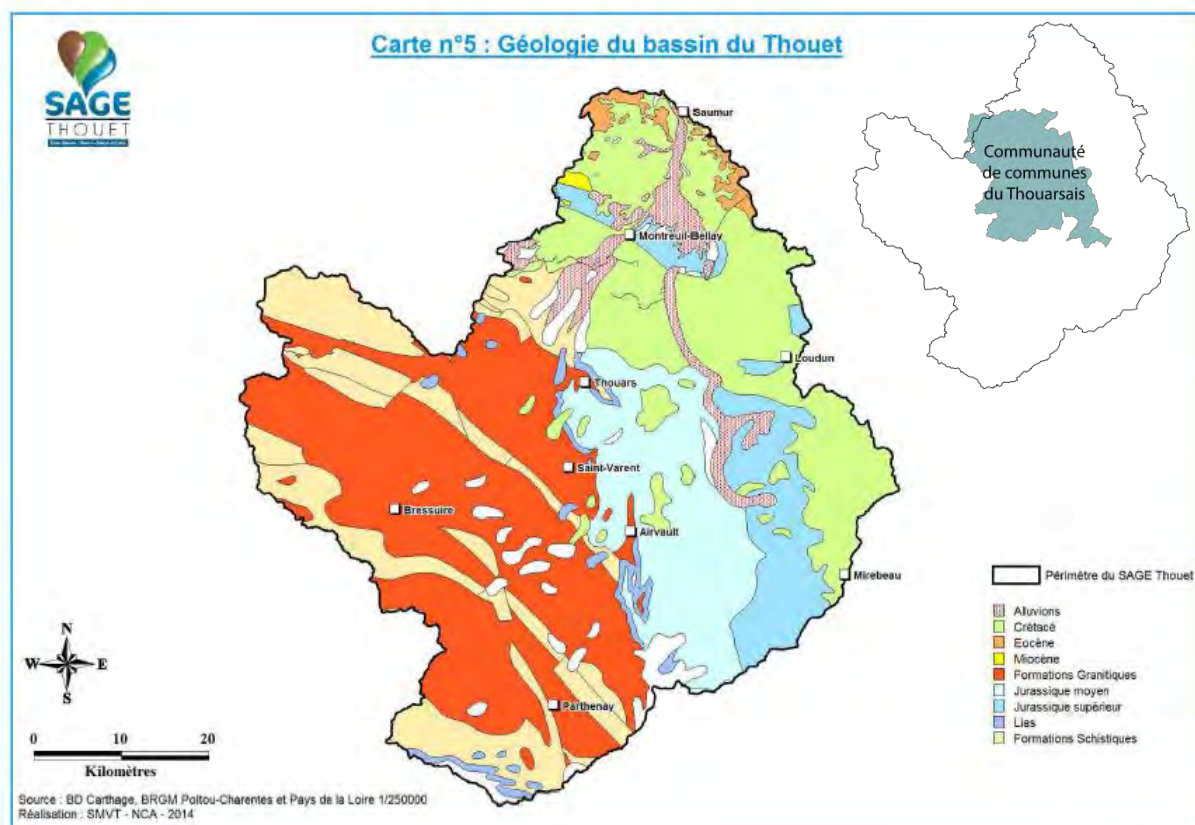 Carte n°5 : Géologie du bassin du Thouet
SAGE
THOUET
Communauté
de communes
du Thouarsais
Saumur
Montreuil-Bellay
Loudun
Thouars
Saint-Varent
Bressuire
Airvault
Mirebeau
Parthenay
Périmètre du SAGE Thouet
Alluvions
Crétacé
Eocène
Miocène
Formations Granitiques
Jurassique moyen
Jurassique supérieur
Lias
Formations Schistiques
N
W E
S
0 10 20
Kilomètres
Source : BD Carthage, BRGM Poitou-Charentes et Pays de la Loire 1/250000
Réalisation : SMVT - NCA - 2014